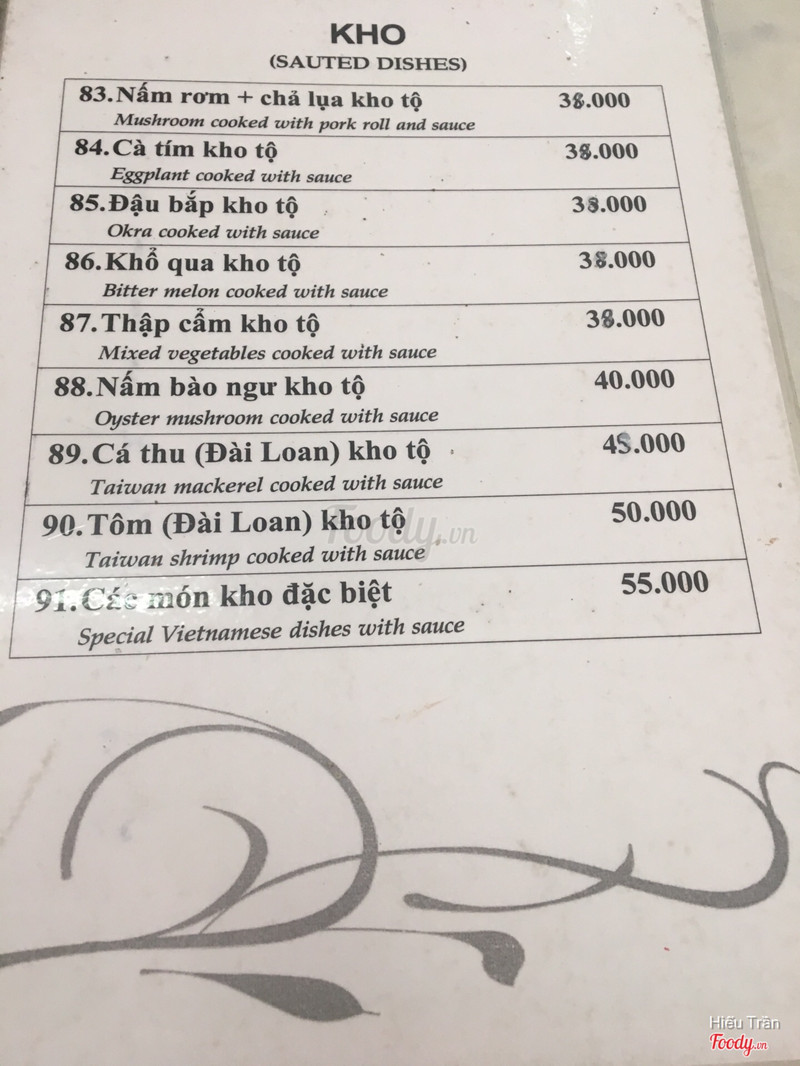 KHO
(SAUTED DISHES)
83.Nấm rơm + chả lụa kho tộ 38.000
Mushroom cooked with pork roll and sauce
84.Cà tím kho tộ 38.000
Eggplant cooked with sauce
85.Đậu bắp kho tộ 38.000
Okra cooked with sauce
86.Khổ qua kho tộ 38.000
Bitter melon cooked with sauce
87.Thập cẩm kho tộ 38.000
Mixed vegetables cooked with sauce
88.Nấm bào ngư kho tộ 40.000
Oyster mushroom cooked with sauce
89.Cá thu (Đài Loan) kho tộ 45.000
Taiwan mackerel cooked with sauce
90.Tôm (Đài Loan) kho tộ 50.000
Taiwan shrimp cooked with sauce
91.Các món kho đặc biệt 55.000
Special Vietnamese dishes with sauce
Foody.vn
Hiếu Trần
Foody.vn